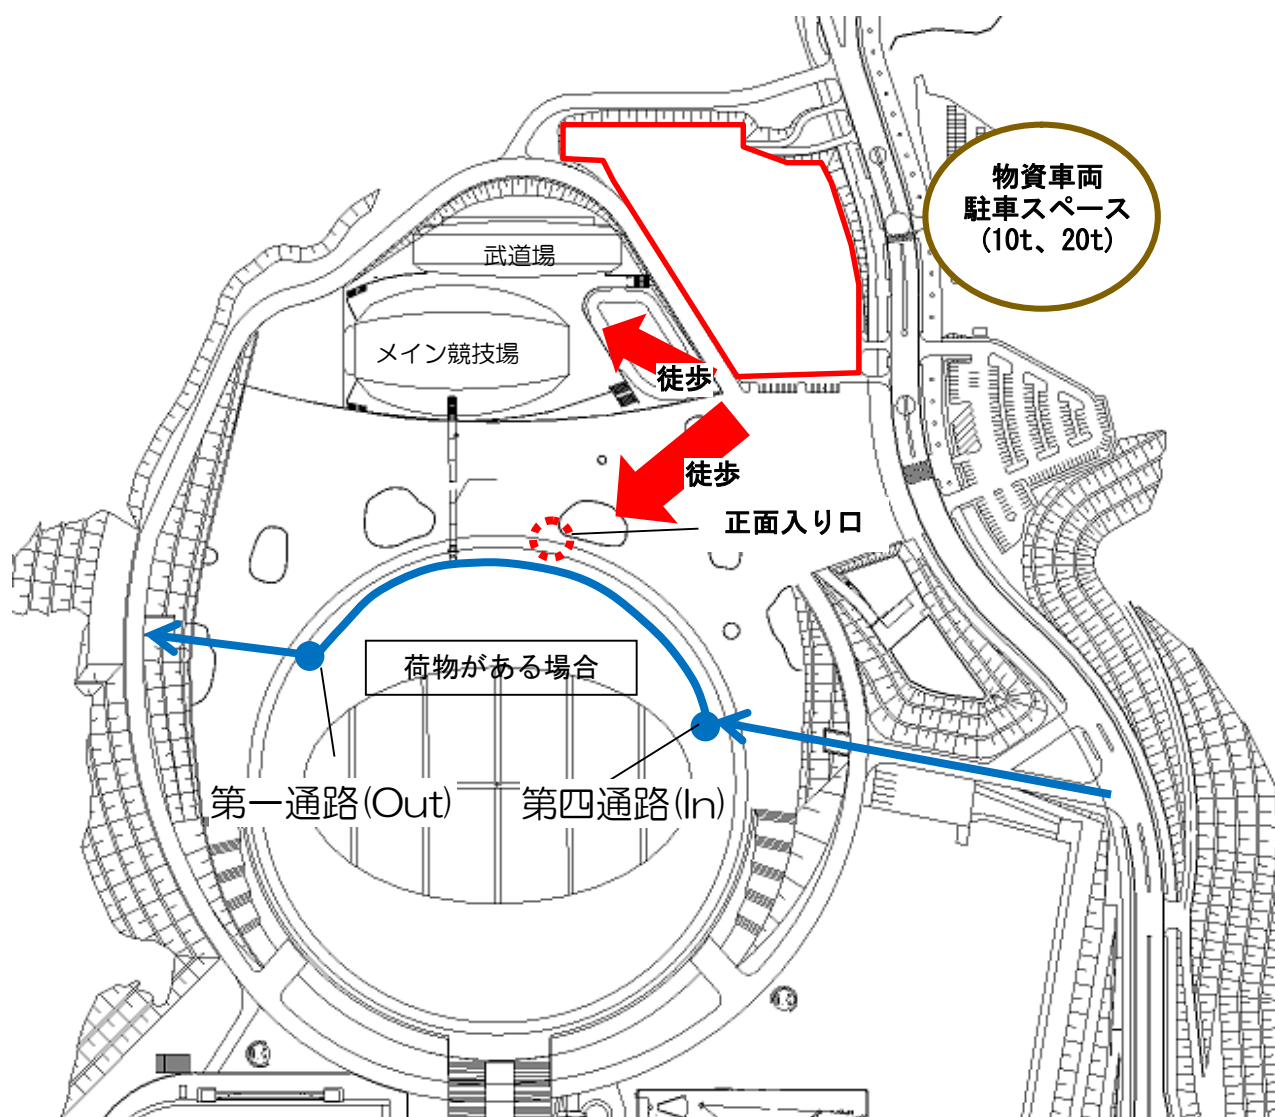 物資車両
駐車スペース
(10t、20t)
武道場
メイン競技場
徒歩
徒歩
正面入り口
荷物がある場合
第一通路(Out)
第四通路(In)